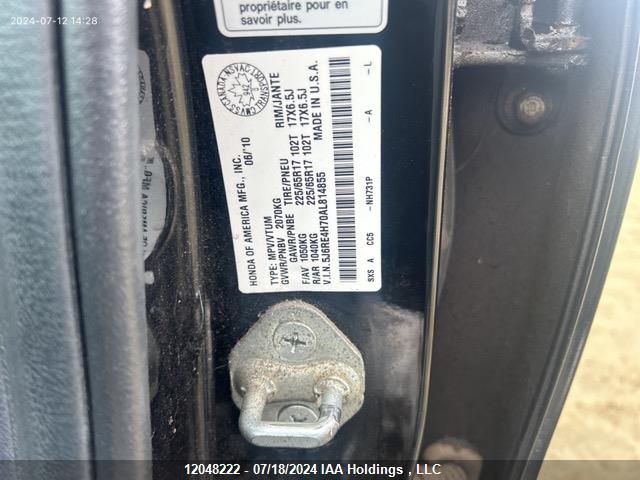 2024-07-12 14:28
propriétaire pour en
savoir plus.
HONDA OF AMERICA MFG., INC.
06/'10
TYPE: MPV/VTUM
GVWR/PNBV 2070KG
GAWR/PNBE TIRE/PNEU RIM/JANTE
F/AV 1050KG 225/65R17 102T 17X6.5J
R/AR 1040KG 225/65R17 102T 17X6.5J
V.I.N. 5J6RE4H70AL814855 MADE IN U.S.A.
SXS A CC5 -NH731P -A -L
12048222 - 07/18/2024 IAA Holdings , LLC